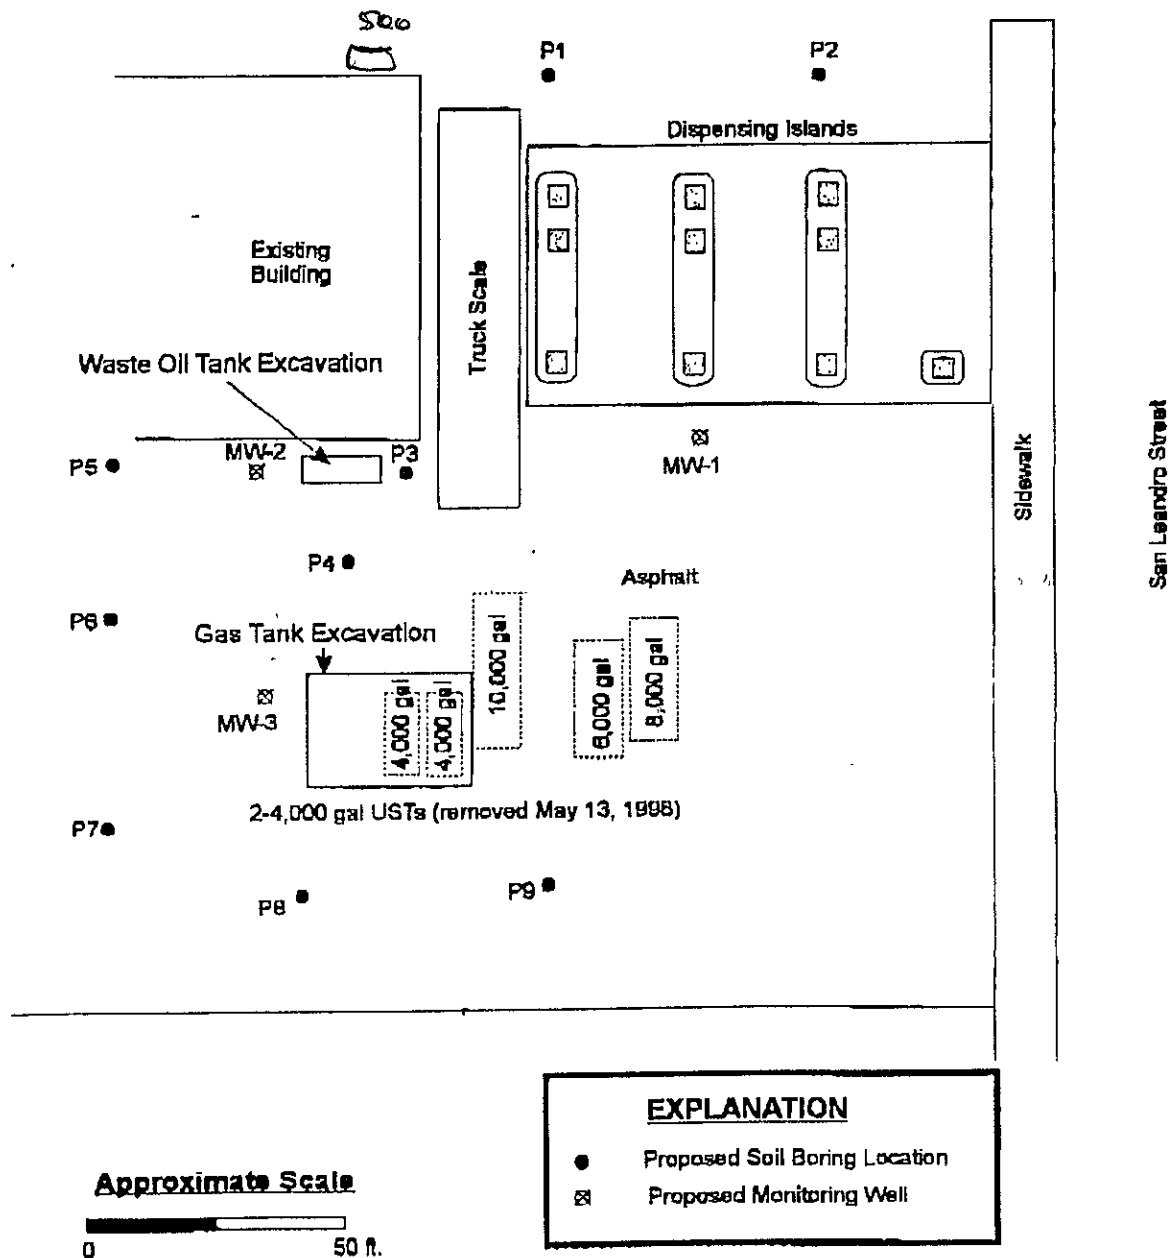 500
P1
P2
Dispensing Islands
Existing
Building
Truck Scale
Waste Oil Tank Excavation
P5
MW-2
P3
MW-1
Sidewalk
San Leandro Street
P4
Asphalt
P6
Gas Tank Excavation
10,000 gal
6,000 gal
8,000 gal
MW-3
4,000 gal
4,000 gal
2-4,000 gal USTs (removed May 13, 1998)
P7
P8
P9
EXPLANATION
Proposed Soil Boring Location
Proposed Monitoring Well
Approximate Scale
0
50 ft.